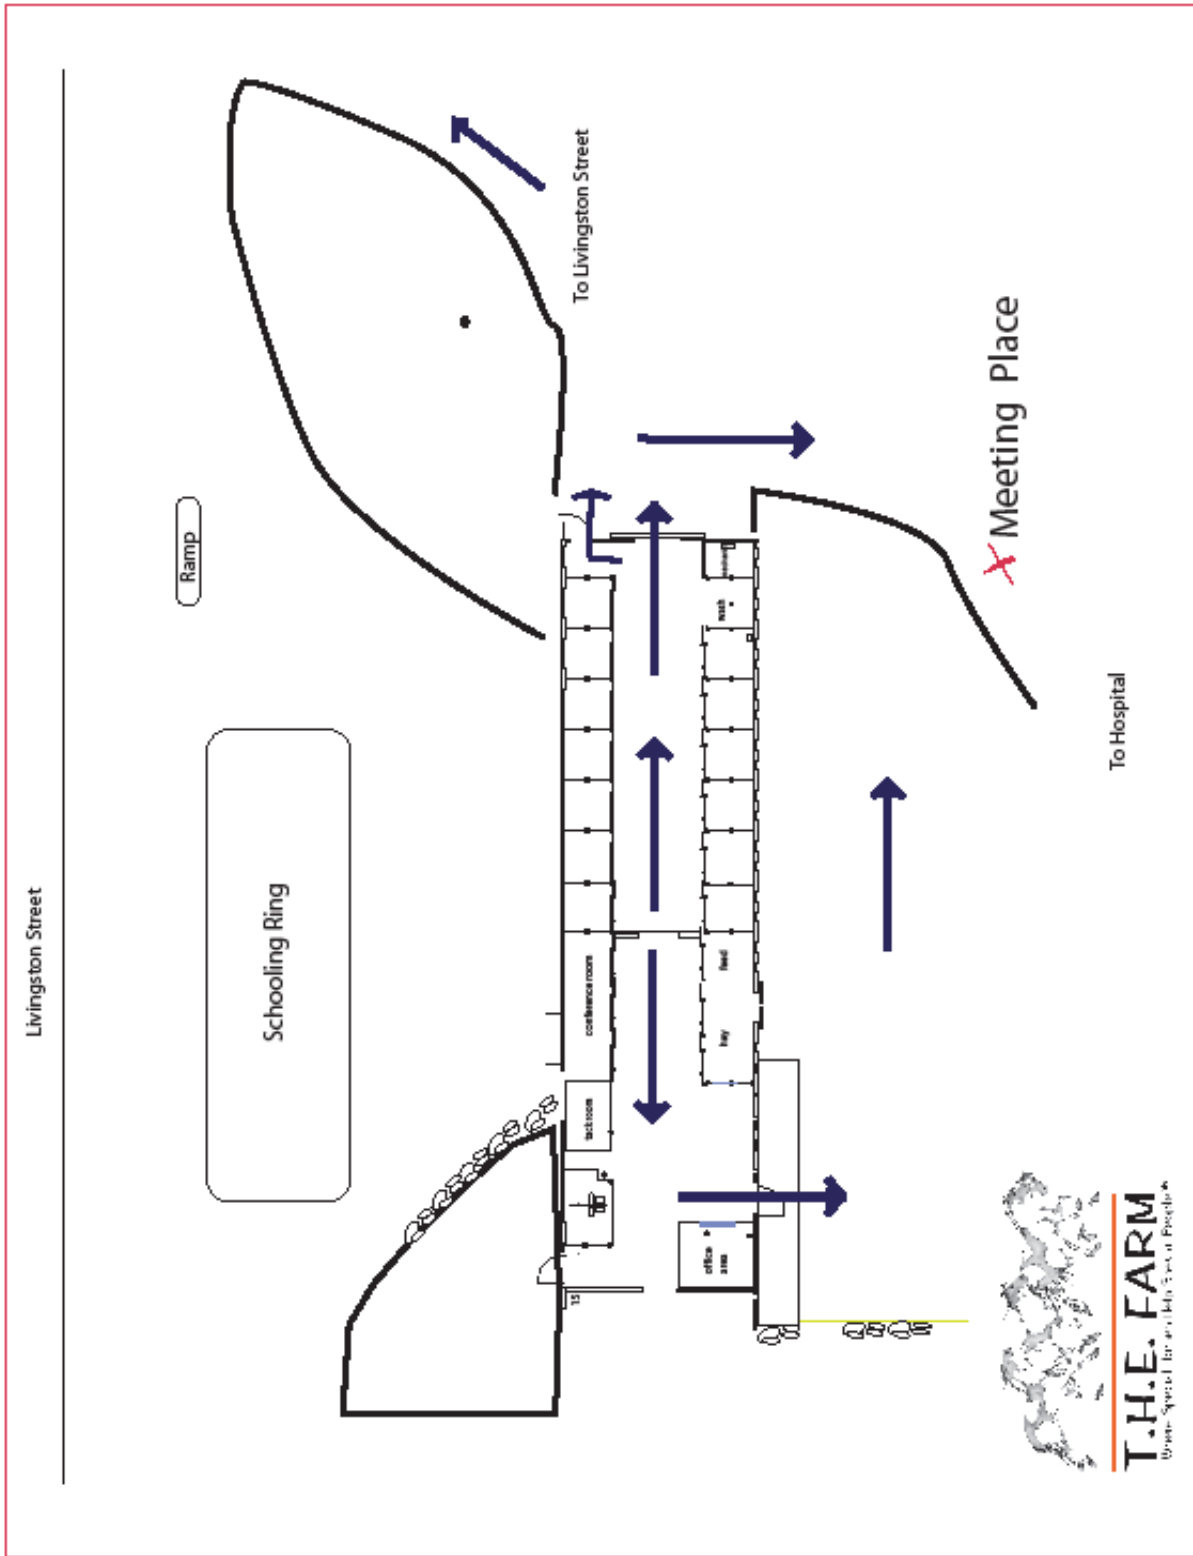 Livingston Street
Schooling Ring
Ramp
To Livingston Street
15
tack room
conference room
office
area
hay
feed
wash
X Meeting Place
To Hospital
T.H.E. FARM